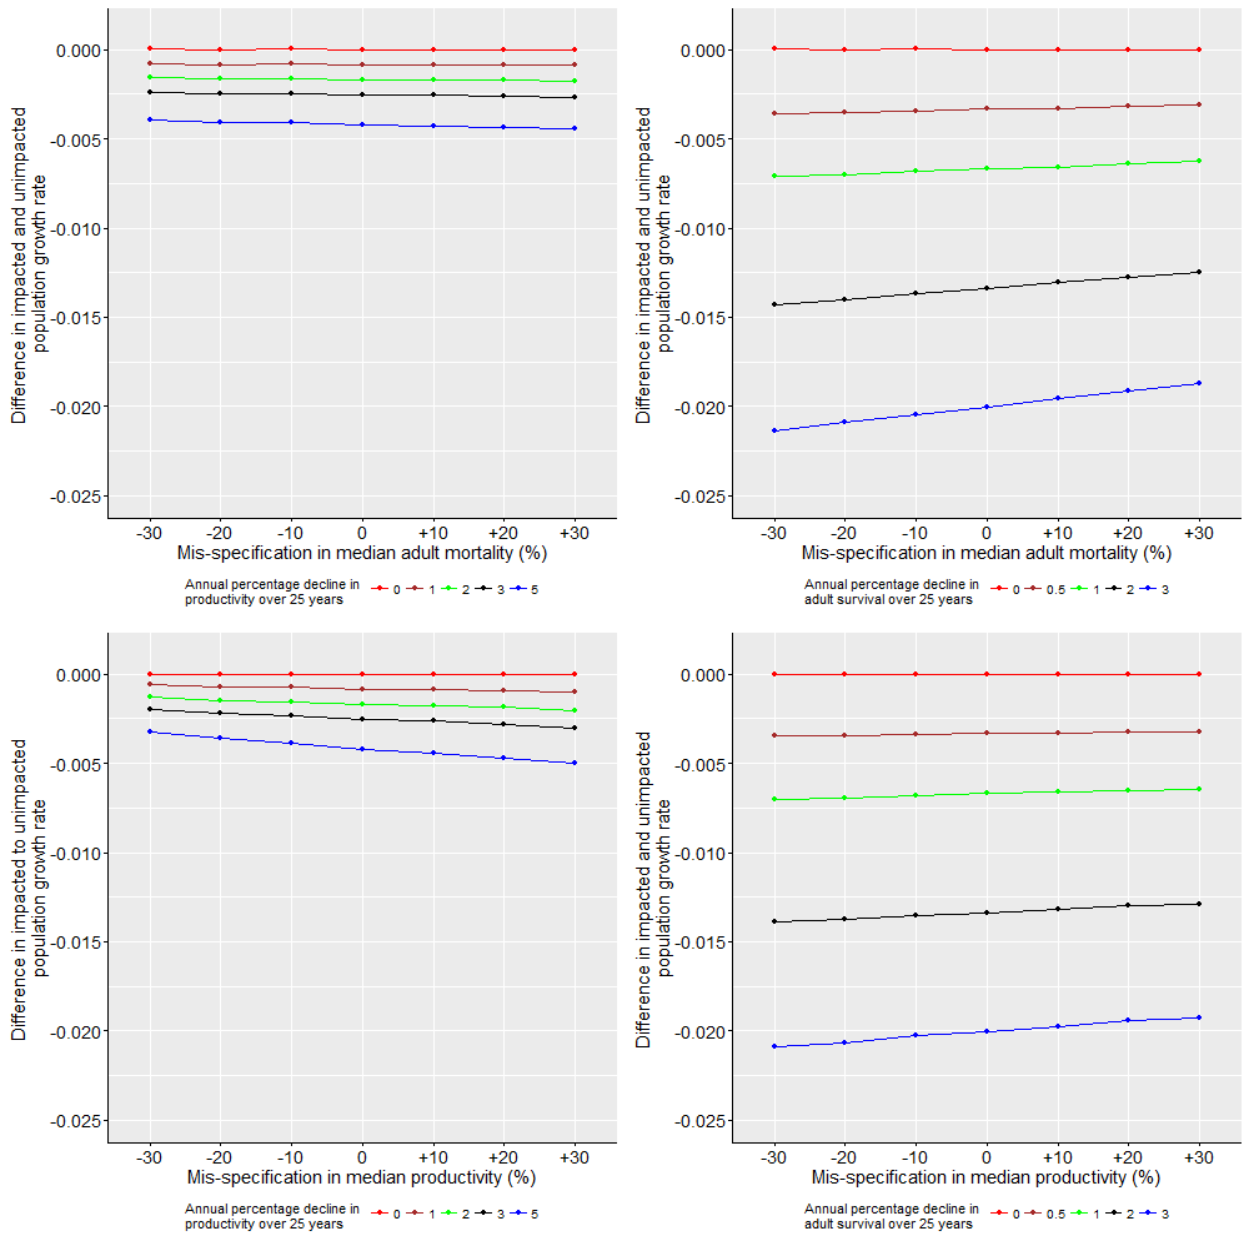 Difference in impacted and unimpacted
population growth rate
0.000
-0.005
-0.010
-0.015
-0.020
-0.025
-30 -20 -10 0 +10 +20 +30
Mis-specification in median adult mortality (%)
Annual percentage decline in
productivity over 25 years
0 1 2 3 5
Difference in impacted and unimpacted
population growth rate
0.000
-0.005
-0.010
-0.015
-0.020
-0.025
-30 -20 -10 0 +10 +20 +30
Mis-specification in median adult mortality (%)
Annual percentage decline in
adult survival over 25 years
0 0.5 1 2 3
Difference in impacted to unimpacted
population growth rate
0.000
-0.005
-0.010
-0.015
-0.020
-0.025
-30 -20 -10 0 +10 +20 +30
Mis-specification in median productivity (%)
Annual percentage decline in
productivity over 25 years
0 1 2 3 5
Difference in impacted and unimpacted
population growth rate
0.000
-0.005
-0.010
-0.015
-0.020
-0.025
-30 -20 -10 0 +10 +20 +30
Mis-specification in median productivity (%)
Annual percentage decline in
adult survival over 25 years
0 0.5 1 2 3